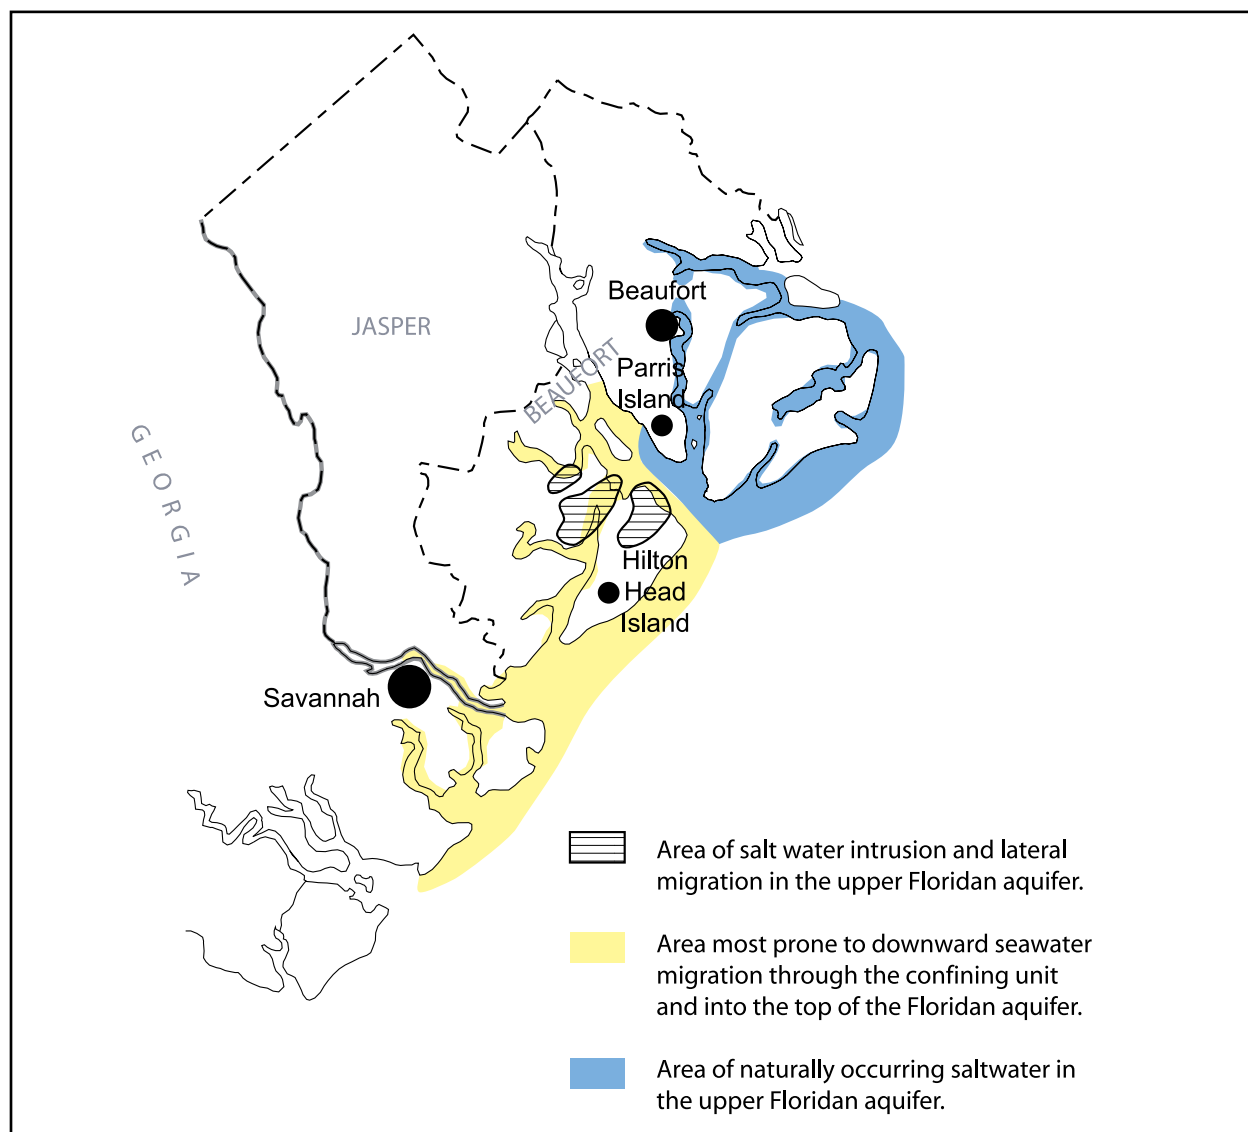 Beaufort
JASPER
Parris
Island
BEAUFORT
GEORGIA
Hilton
Head
Island
Savannah
Area of salt water intrusion and lateral
migration in the upper Floridan aquifer.
Area most prone to downward seawater
migration through the confining unit
and into the top of the Floridan aquifer.
Area of naturally occurring saltwater in
the upper Floridan aquifer.